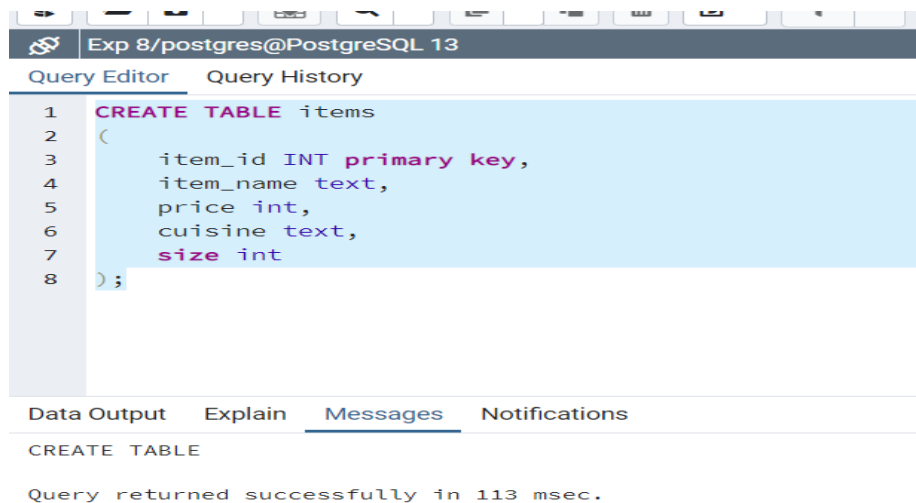 Exp 8/postgres@PostgreSQL 13
Query Editor Query History
1 CREATE TABLE items
2 (
3 item_id INT primary key,
4 item_name text,
5 price int,
6 cuisine text,
7 size int
8 );
Data Output Explain Messages Notifications
CREATE TABLE
Query returned successfully in 113 msec.